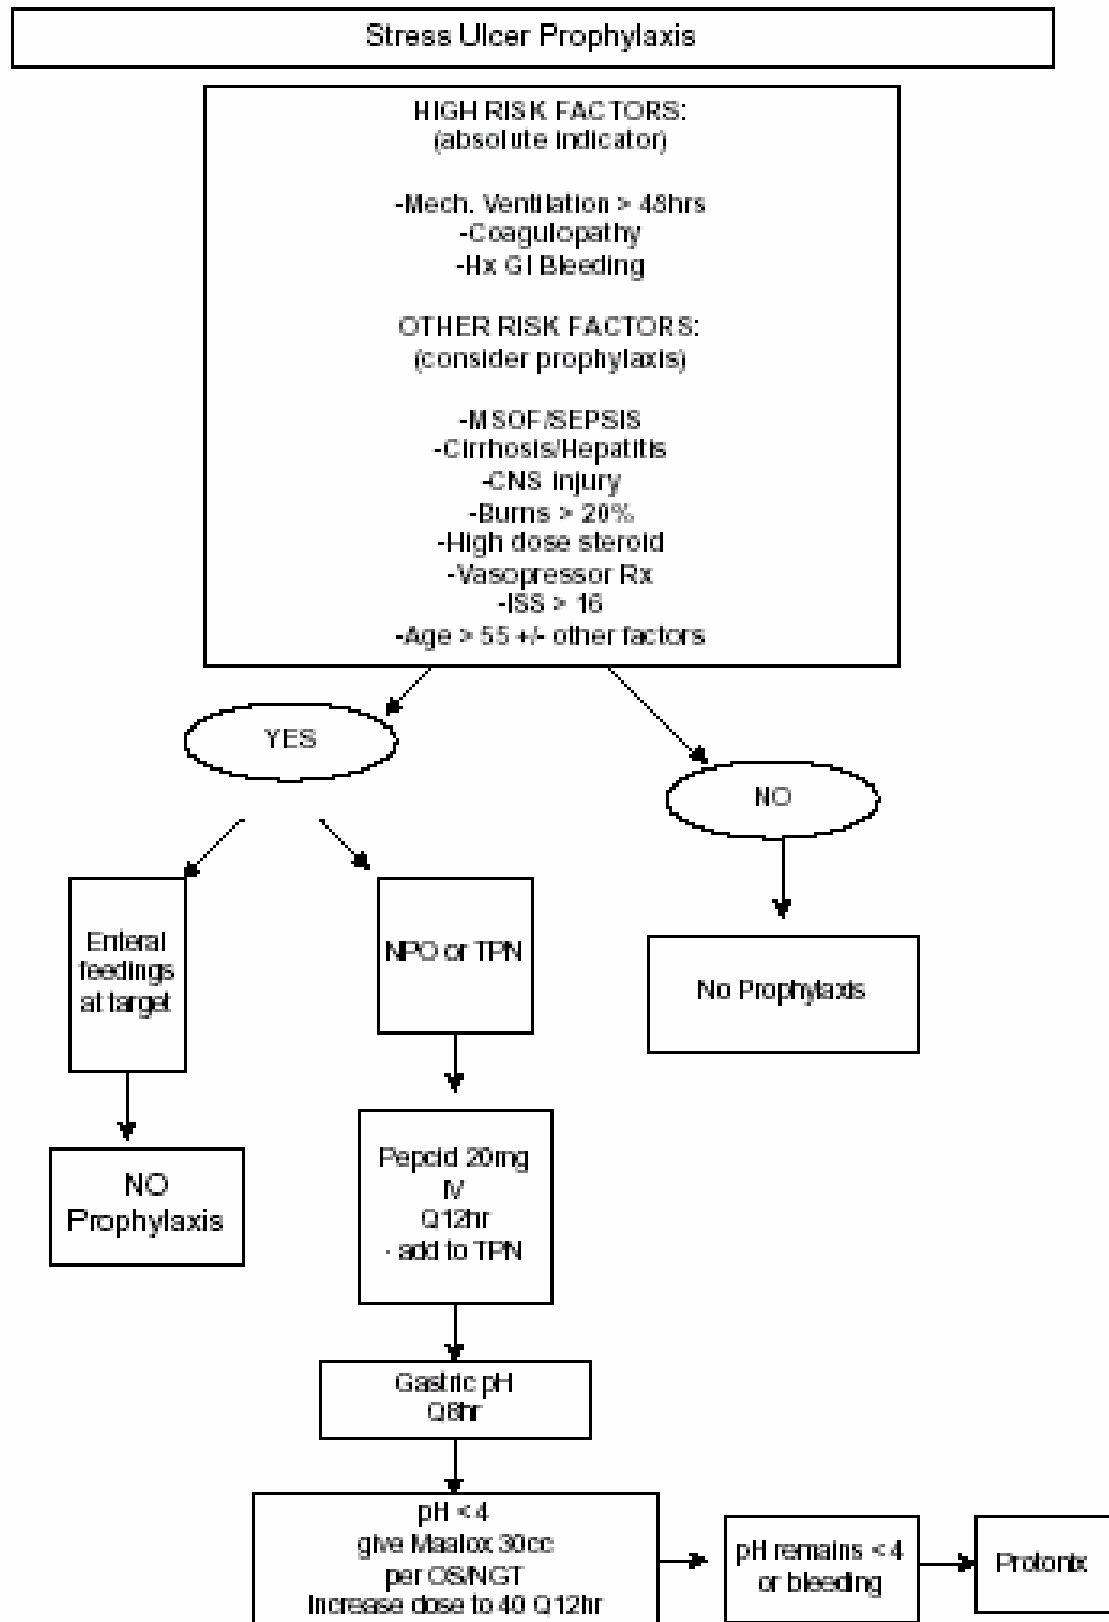 Stress Ulcer Prophylaxis
HIGH RISK FACTORS:
(absolute indicator)
-Mech. Ventilation > 48hrs
-Coagulopathy
-Hx GI Bleeding
OTHER RISK FACTORS:
(consider prophylaxis)
-MSOF/SEPSIS
-Cirrhosis/Hepatitis
-CNS injury
-Burns > 20%
-High dose steroid
-Vasopressor Rx
-ISS > 16
-Age > 55 +/- other factors
YES
NO
Enteral
feedings
at target
NPO or TPN
No Prophylaxis
NO
Prophylaxis
Pepcid 20mg
IV
Q12hr
- add to TPN
Gastric pH
Q8hr
pH < 4
give Maalox 30cc
per OS/NGT
Increase dose to 40 Q12hr
pH remains < 4
or bleeding
Protonix